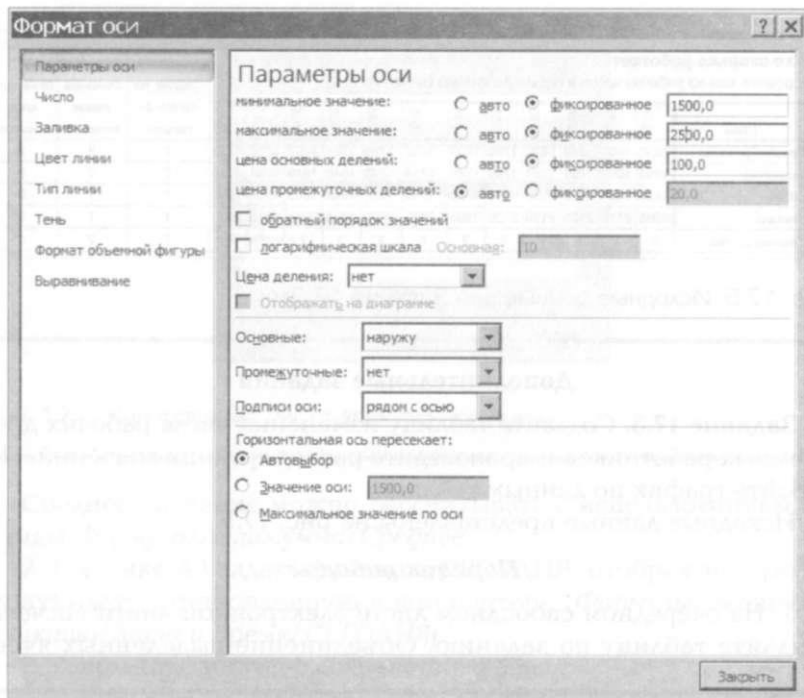 Формат оси
Параметры оси
Число
Заливка
Цвет линии
Тип линии
Тень
Формат объемной фигуры
Выравнивание
Параметры оси
минимальное значение: авто фиксированное 1500,0
максимальное значение: авто фиксированное 2500,0
цена основных делений: авто фиксированное 100,0
цена промежуточных делений: авто фиксированное 20,0
обратный порядок значений
логарифмическая шкала Основная: 10
Цена деления: нет
Отображать на диаграмме
Основные: наружу
Промежуточные: нет
Подписи оси: рядом с осью
Горизонтальная ось пересекает:
Автовыбор
Значение оси: 1500,0
Максимальное значение по оси
Закрыть